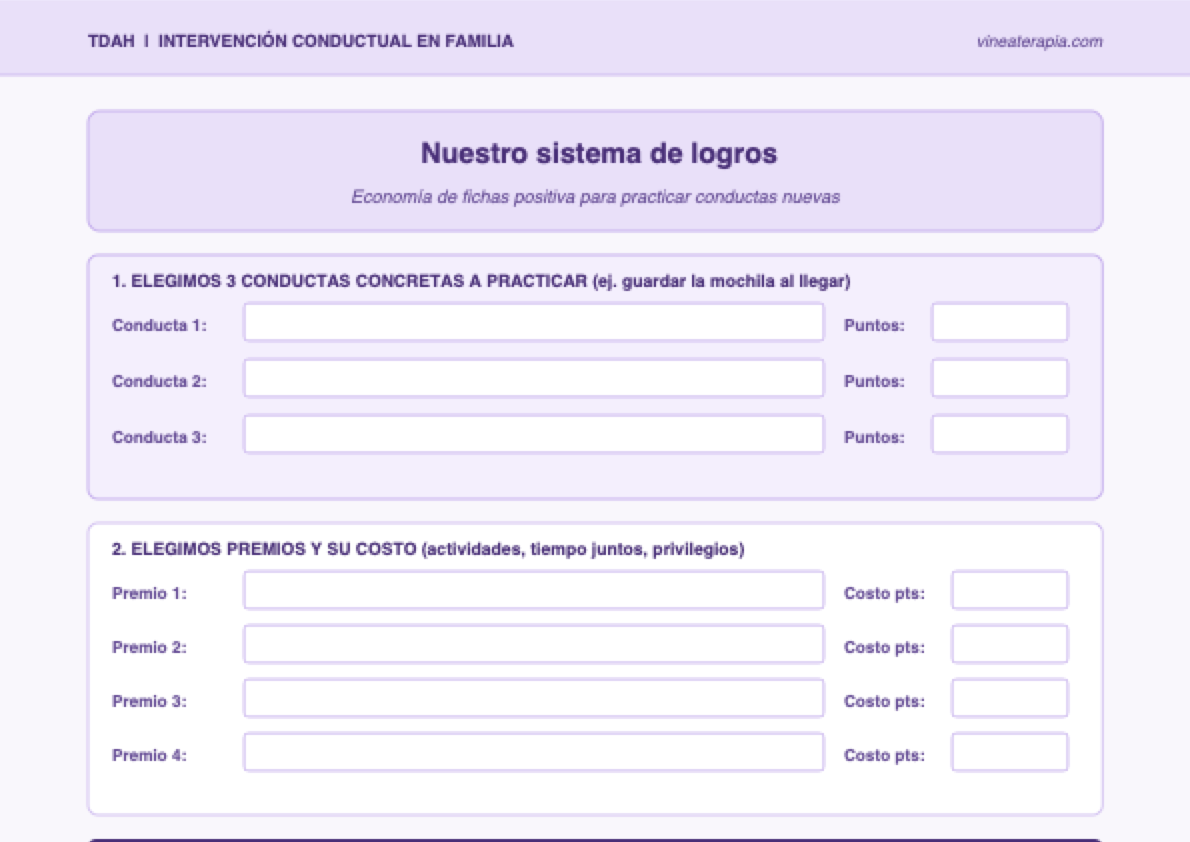 TDAH | INTERVENCIÓN CONDUCTUAL EN FAMILIA
vineaterapia.com
Nuestro sistema de logros
Economía de fichas positiva para practicar conductas nuevas
1. ELEGIMOS 3 CONDUCTAS CONCRETAS A PRACTICAR (ej. guardar la mochila al llegar)
Conducta 1: Puntos:
Conducta 2: Puntos:
Conducta 3: Puntos:
2. ELEGIMOS PREMIOS Y SU COSTO (actividades, tiempo juntos, privilegios)
Premio 1: Costo pts:
Premio 2: Costo pts:
Premio 3: Costo pts:
Premio 4: Costo pts: